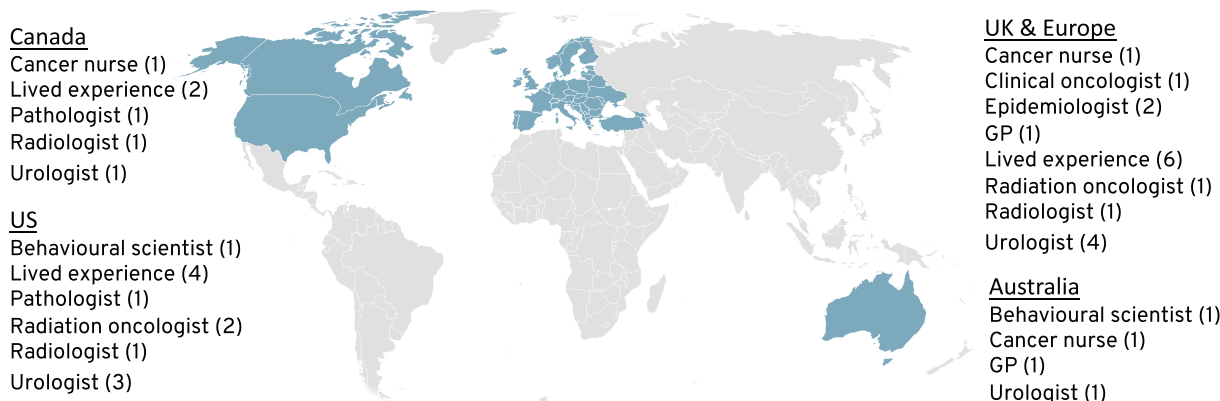 Canada
Cancer nurse (1)
Lived experience (2)
Pathologist (1)
Radiologist (1)
Urologist (1)
US
Behavioural scientist (1)
Lived experience (4)
Pathologist (1)
Radiation oncologist (2)
Radiologist (1)
Urologist (3)
UK & Europe
Cancer nurse (1)
Clinical oncologist (1)
Epidemiologist (2)
GP (1)
Lived experience (6)
Radiation oncologist (1)
Radiologist (1)
Urologist (4)
Australia
Behavioural scientist (1)
Cancer nurse (1)
GP (1)
Urologist (1)